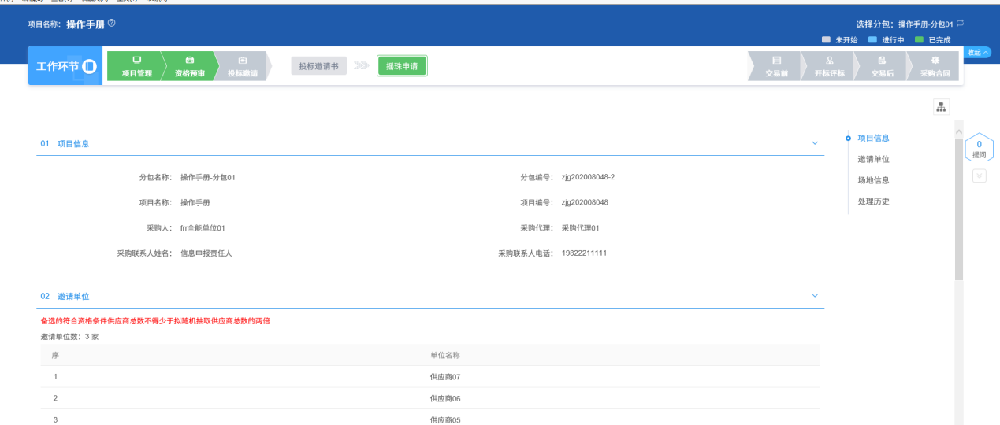 项目名称: 操作手册
选择分包: 操作手册-分包01
未开始 进行中 已完成
收起
工作环节
项目管理 资格预审 投标邀请
投标邀请书 摇珠申请
交易前 开标评标 交易后 采购合同
01 项目信息
分包名称: 操作手册-分包01 分包编号: zjg202008048-2
项目名称: 操作手册 项目编号: zjg202008048
采购人: frr全能单位01 采购代理: 采购代理01
采购联系人姓名: 信息申报责任人 采购联系人电话: 19822211111
02 邀请单位
备选的符合资格条件供应商总数不得少于拟随机抽取供应商总数的两倍
邀请单位数: 3 家
序 单位名称
1 供应商07
2 供应商06
3 供应商05
项目信息
邀请单位
场地信息
处理历史
0
提问